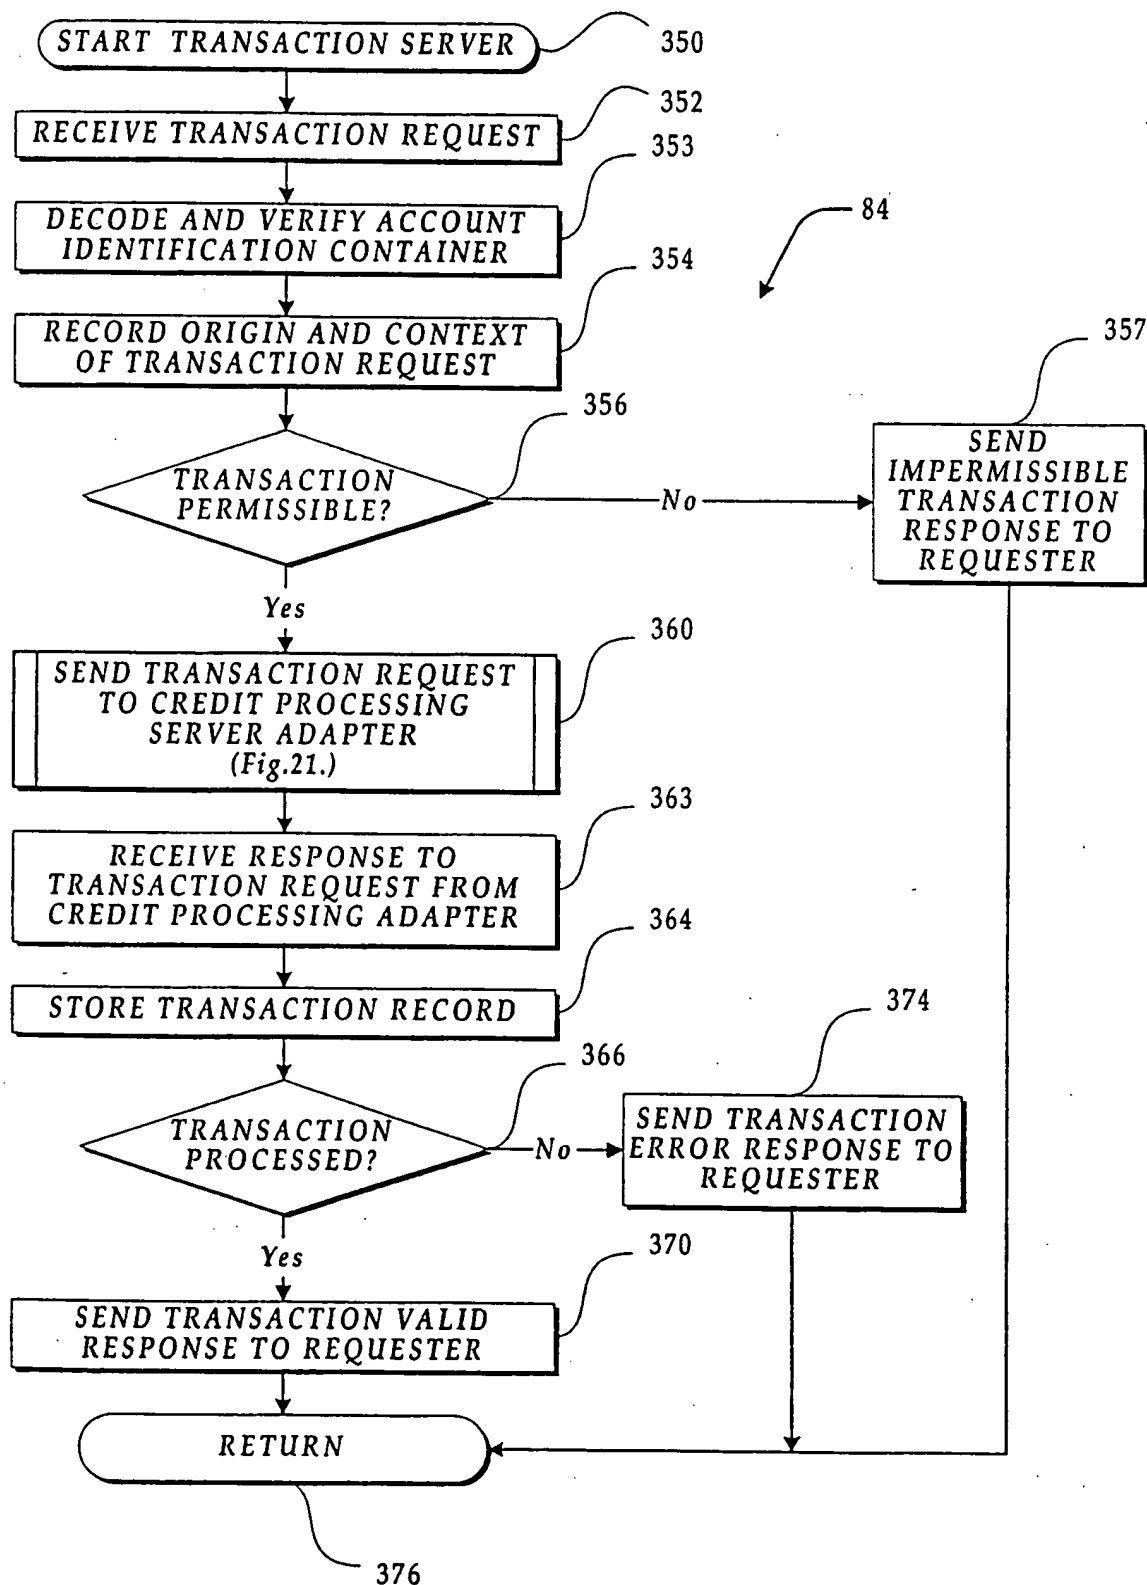 START TRANSACTION SERVER
350
RECEIVE TRANSACTION REQUEST
352
353
DECODE AND VERIFY ACCOUNT
IDENTIFICATION CONTAINER
84
354
RECORD ORIGIN AND CONTEXT
OF TRANSACTION REQUEST
357
356
TRANSACTION
PERMISSIBLE?
No
SEND
IMPERMISSIBLE
TRANSACTION
RESPONSE TO
REQUESTER
Yes
360
SEND TRANSACTION REQUEST
TO CREDIT PROCESSING
SERVER ADAPTER
(Fig.21.)
363
RECEIVE RESPONSE TO
TRANSACTION REQUEST FROM
CREDIT PROCESSING ADAPTER
364
STORE TRANSACTION RECORD
374
366
TRANSACTION
PROCESSED?
No
SEND TRANSACTION
ERROR RESPONSE TO
REQUESTER
Yes
370
SEND TRANSACTION VALID
RESPONSE TO REQUESTER
RETURN
376